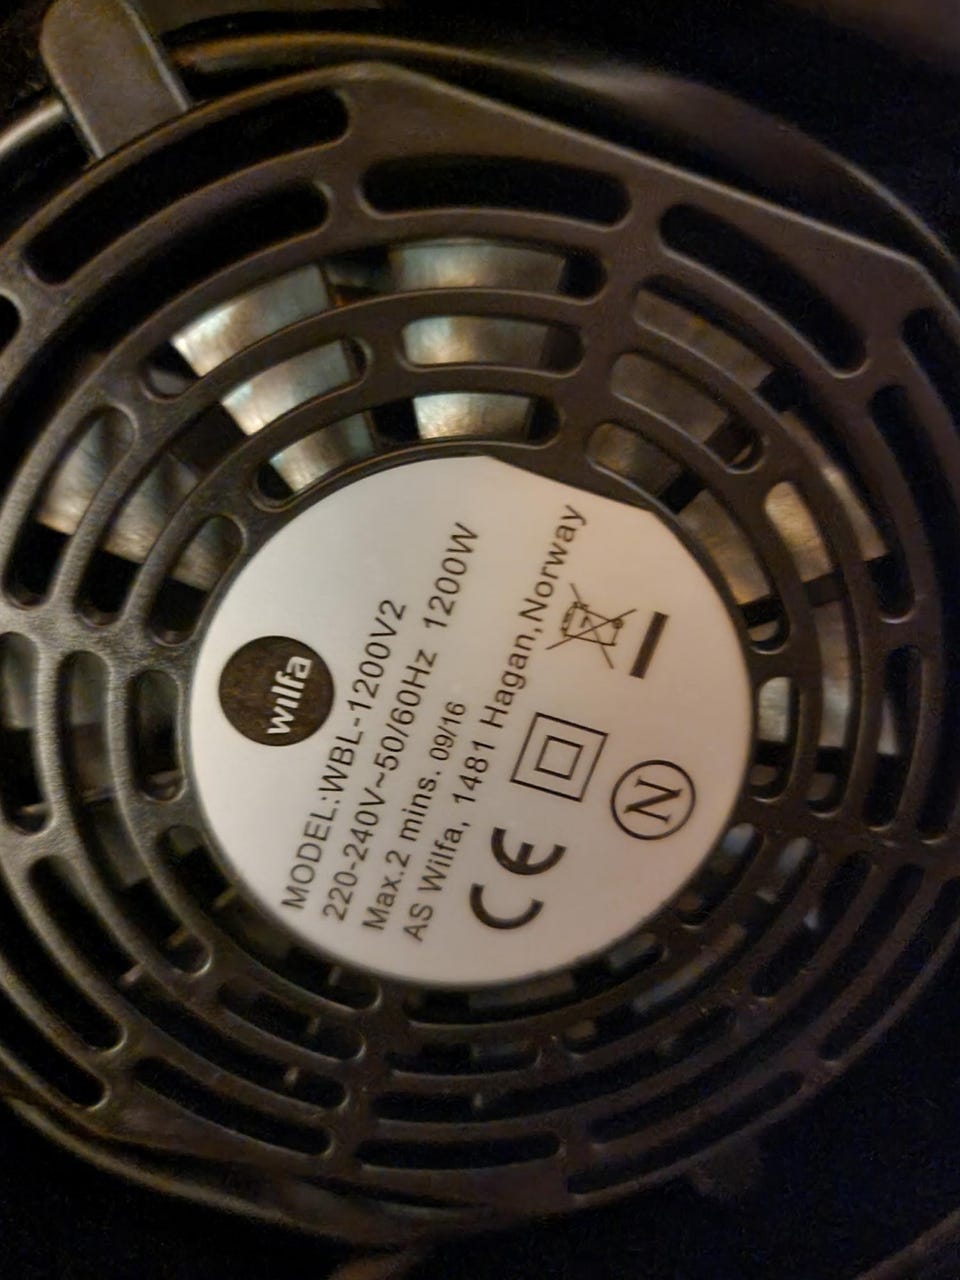 wilfa
MODEL:WBL-1200V2
220-240V~50/60Hz 1200W
Max.2 mins. 09/16
AS Wilfa, 1481 Hagan,Norway
CE
N